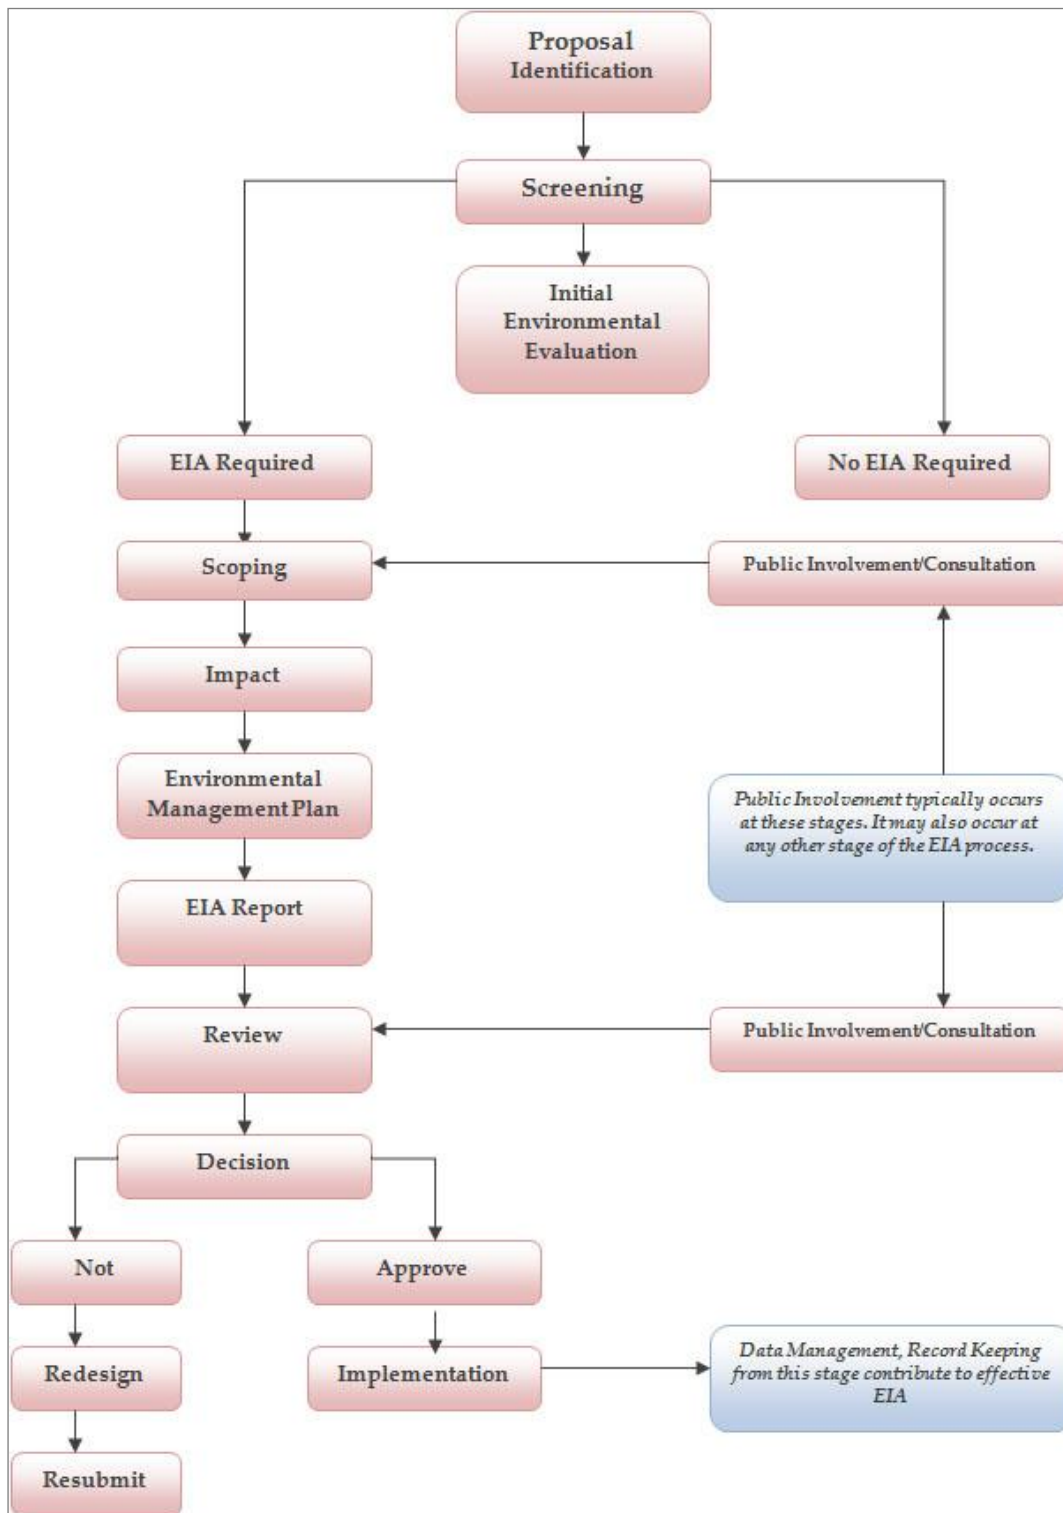 Proposal
Identification
Screening
Initial
Environmental
Evaluation
EIA Required
No EIA Required
Scoping
Public Involvement/Consultation
Impact
Environmental
Management Plan
Public Involvement typically occurs
at these stages. It may also occur at
any other stage of the EIA process.
EIA Report
Review
Public Involvement/Consultation
Decision
Not
Approve
Redesign
Implementation
Data Management, Record Keeping
from this stage contribute to effective
EIA
Resubmit